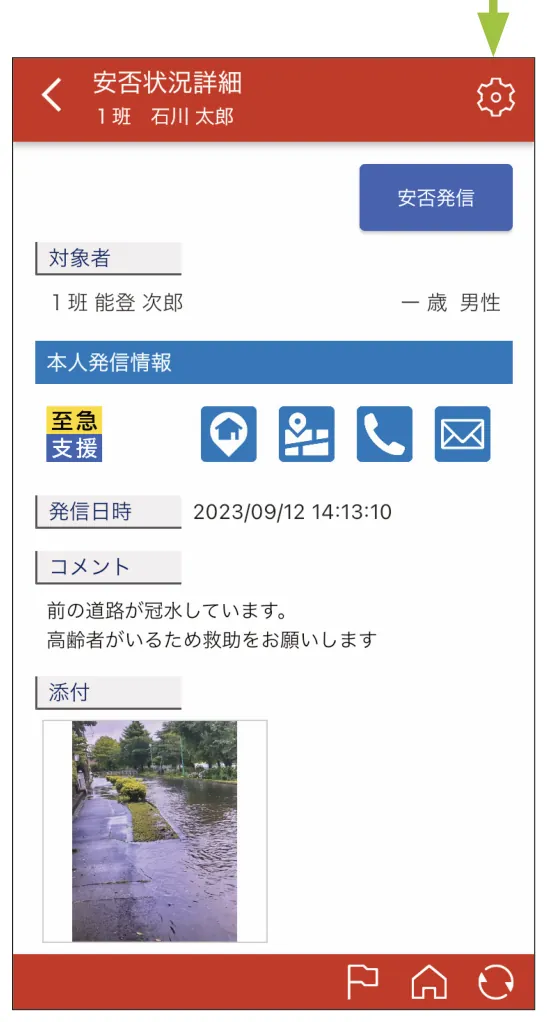 安否状況詳細
1班 石川 太郎
安否発信
対象者
1班 能登 次郎 ー 歳 男性
本人発信情報
至急
支援
発信日時 2023/09/12 14:13:10
コメント
前の道路が冠水しています。
高齢者がいるため救助をお願いします
添付